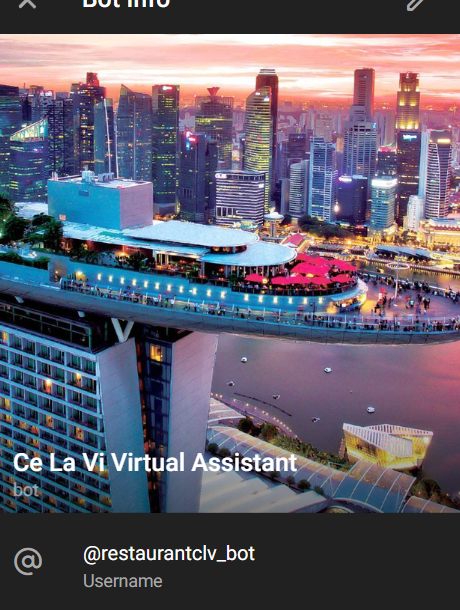 Bot Info
Ce La Vi Virtual Assistant
bot
@restaurantclv_bot
Username